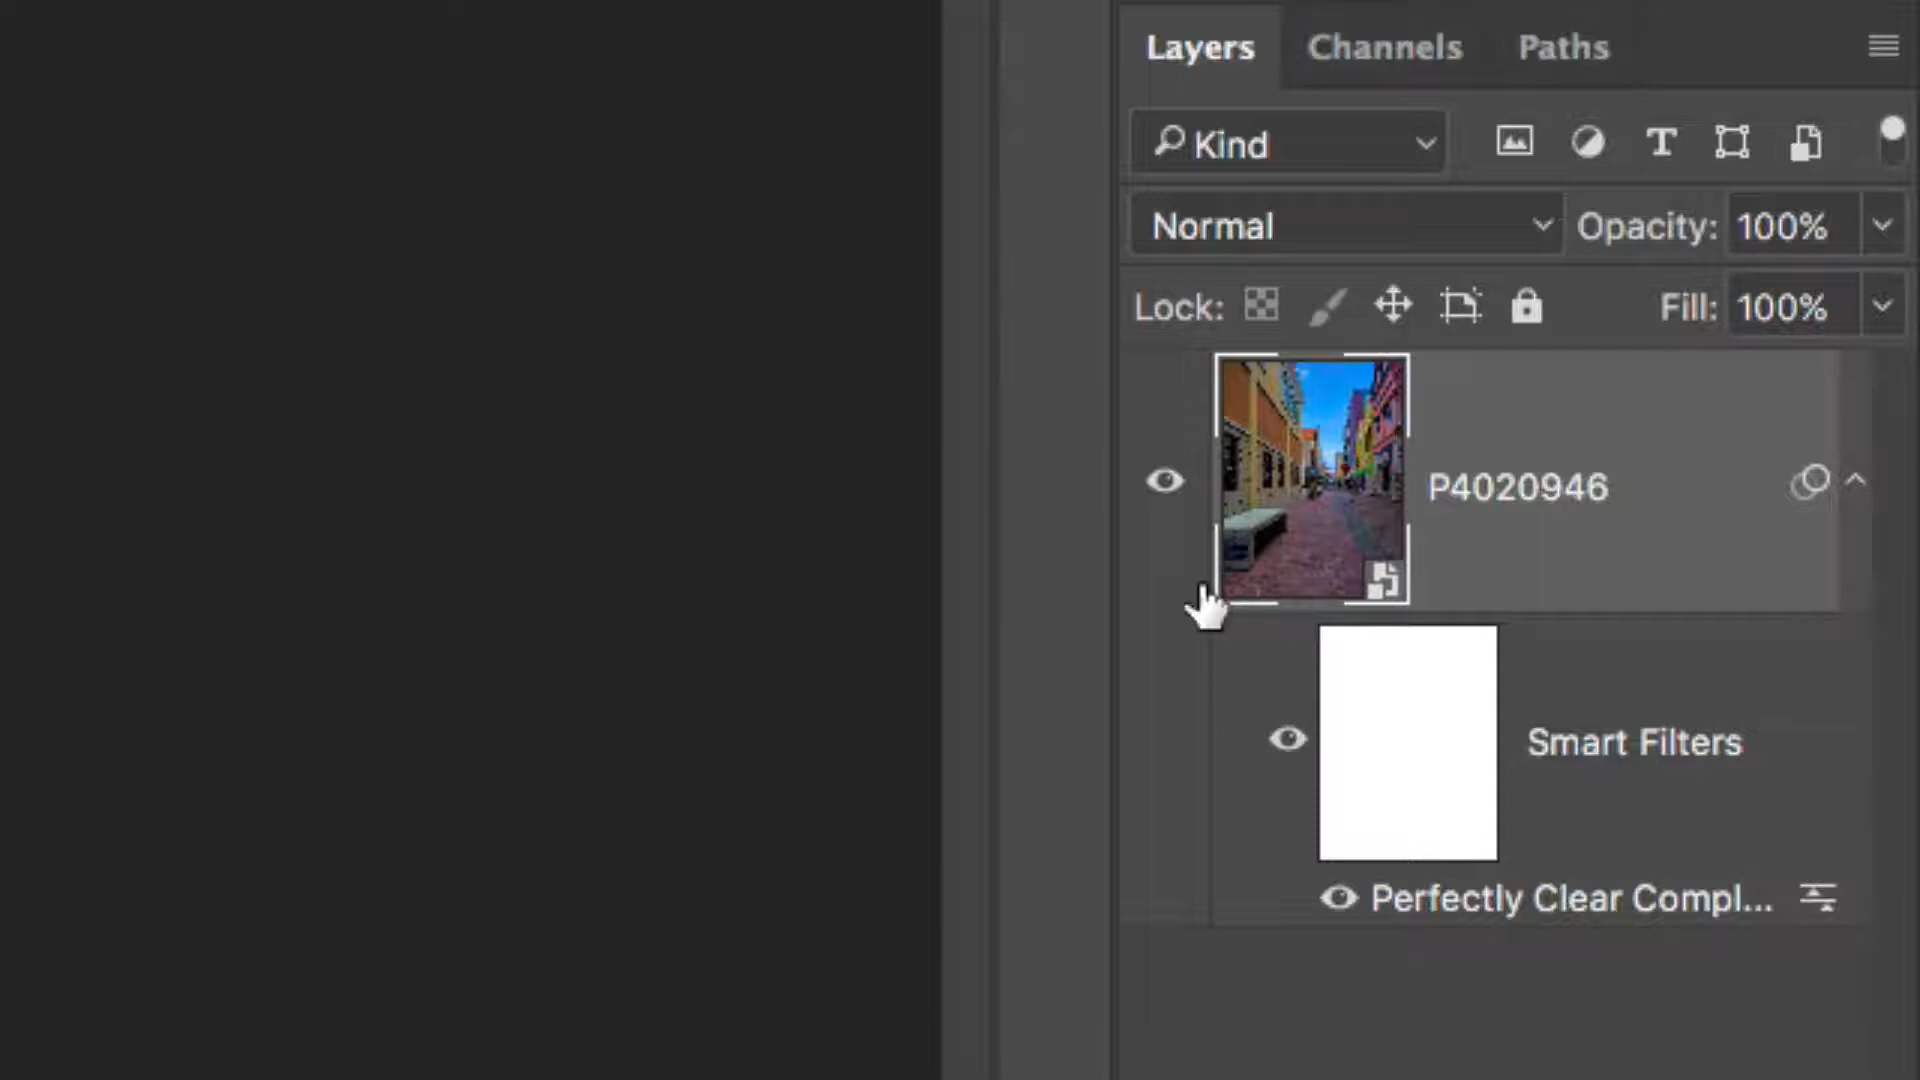 Layers Channels Paths
Kind
Normal Opacity: 100%
Lock: Fill: 100%
P4020946
Smart Filters
Perfectly Clear Compl...